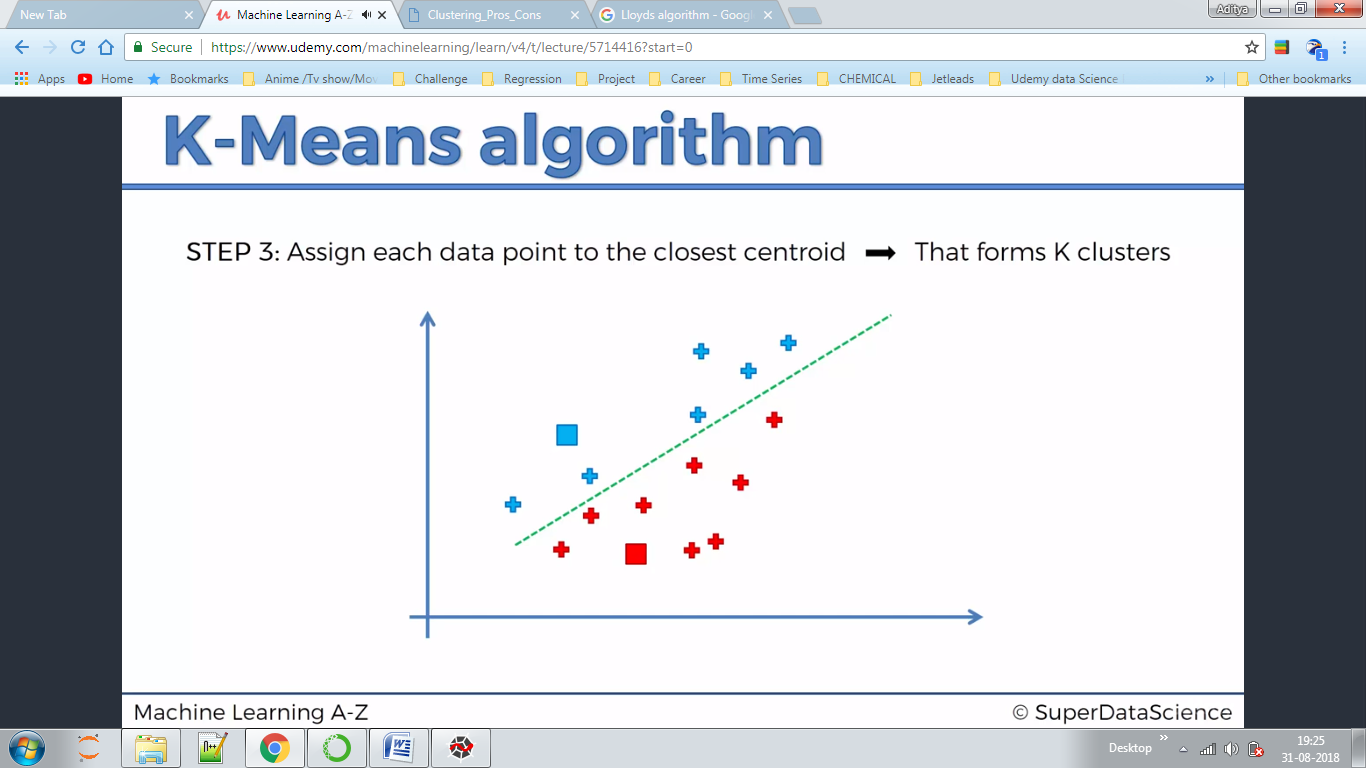 Aditya
New Tab
Machine Learning A-Z
Clustering_Pros_Cons
Lloyds algorithm - Goog
Secure
https://www.udemy.com/machinelearning/learn/v4/t/lecture/5714416?start=0
1
Apps
Home
Bookmarks
Anime /Tv show/Mov
Challenge
Regression
Project
Career
Time Series
CHEMICAL
Jetleads
Udemy data Science
»
Other bookmarks
K-Means algorithm
STEP 3: Assign each data point to the closest centroid ➡ That forms K clusters
Machine Learning A-Z
© SuperDataScience
Desktop
»
19:25
31-08-2018